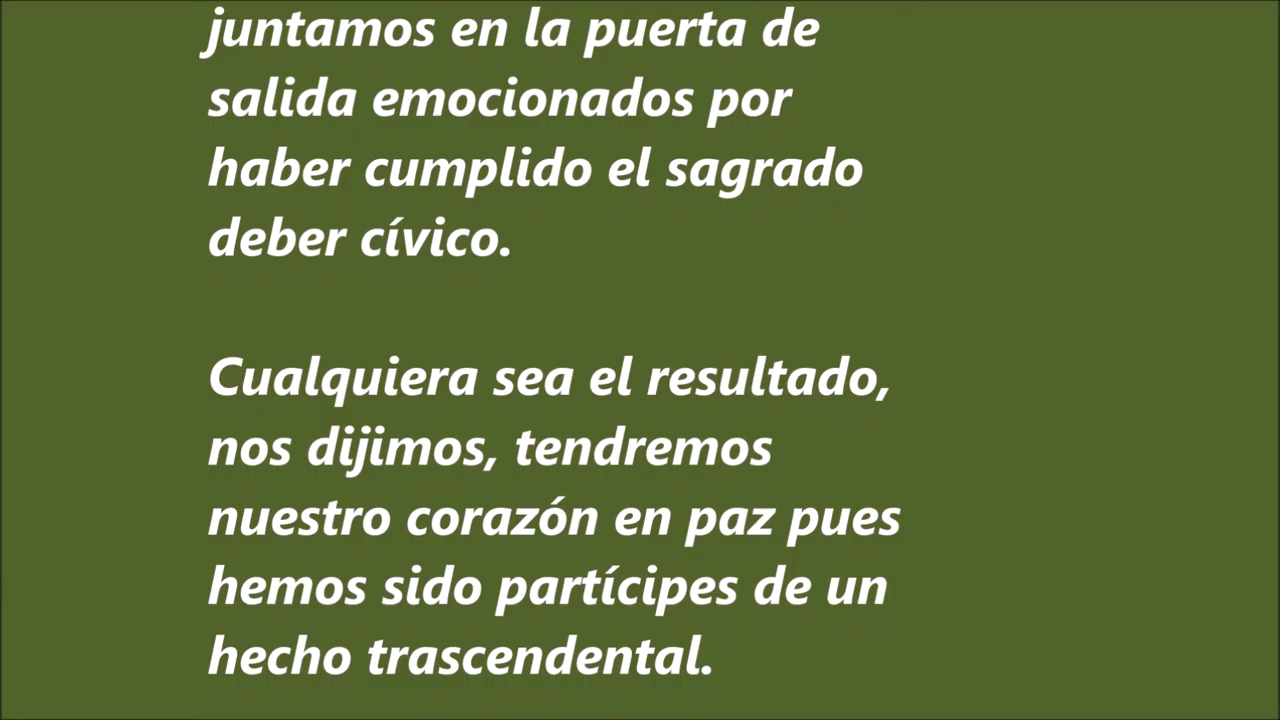 juntamos en la puerta de
salida emocionados por
haber cumplido el sagrado
deber cívico.
Cualquiera sea el resultado,
nos dijimos, tendremos
nuestro corazón en paz pues
hemos sido partícipes de un
hecho trascendental.